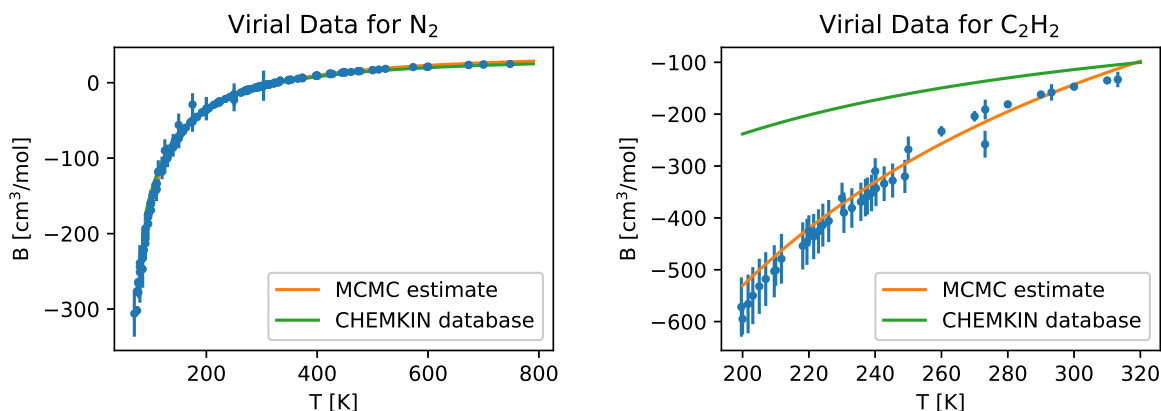 Virial Data for N₂
0
−100
−200
−300
B [cm³/mol]
200
400
600
800
T [K]
MCMC estimate
CHEMKIN database
Virial Data for C₂H₂
−100
−200
−300
−400
−500
−600
B [cm³/mol]
200
220
240
260
280
300
320
T [K]
MCMC estimate
CHEMKIN database